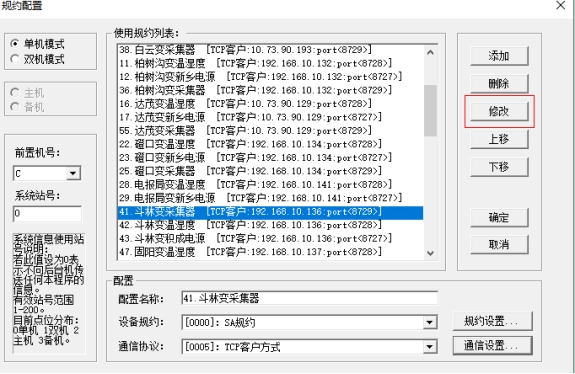 规约配置
单机模式
双机模式
主机
备机
前置机号：
C
系统站号：
0
系统信息使用站
号说明：
若此值设为0表
示不向后台机传
送任何本程序的
信息。
有效站号范围
1-200。
目前点位分布：
0单机 1双机 2
主机 3备机。
使用规约列表：
38.白云变采集器 [TCP客户:10.73.90.193:port<8729>]
11.柏树沟变温湿度 [TCP客户:192.168.10.132:port<8728>]
12.柏树沟变新乡电源 [TCP客户:192.168.10.132:port<8727>]
36.柏树沟变采集器 [TCP客户:192.168.10.132:port<8729>]
16.达茂变温湿度 [TCP客户:10.73.90.129:port<8728>]
17.达茂变新乡电源 [TCP客户:10.73.90.129:port<8727>]
55.达茂变采集器 [TCP客户:10.73.90.129:port<8729>]
22.磴口变温湿度 [TCP客户:192.168.10.134:port<8728>]
23.磴口变新乡电源 [TCP客户:192.168.10.134:port<8727>]
25.磴口变采集器 [TCP客户:192.168.10.134:port<8729>]
28.电报局变温湿度 [TCP客户:192.168.10.141:port<8728>]
29.电报局变新乡电源 [TCP客户:192.168.10.141:port<8727>]
41.斗林变采集器 [TCP客户:192.168.10.136:port<8729>]
42.斗林变温湿度 [TCP客户:192.168.10.136:port<8728>]
43.斗林变积成电源 [TCP客户:192.168.10.136:port<8727>]
47.固阳变温湿度 [TCP客户:192.168.10.137:port<8728>]
添加
删除
修改
上移
下移
确定
取消
配置
配置名称： 41.斗林变采集器
设备规约： [0000]：SA规约 规约设置...
通信协议： [0005]：TCP客户方式 通信设置...